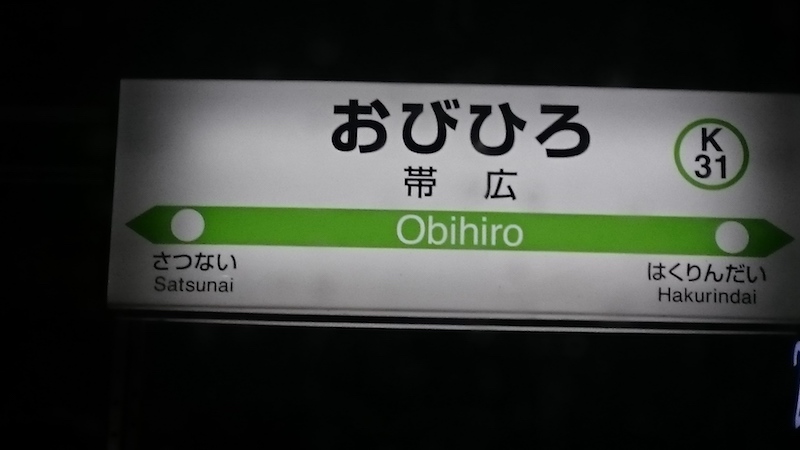 おびひろ
K
31
帯 広
Obihiro
さつない
Satsunai
はくりんだい
Hakurindai